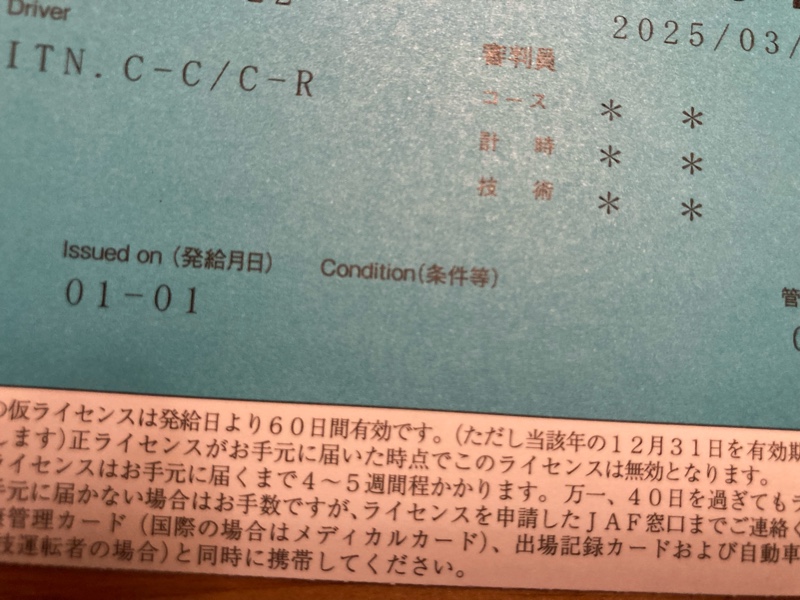 Driver
2025/03/
ITN. C-C/C-R
審判員
コース * *
計 時 * *
技 術 * *
Issued on (発給月日)
Condition(条件等)
01-01
管
の仮ライセンスは発給日より60日間有効です。(ただし当該年の12月31日を有効期
します)正ライセンスがお手元に届いた時点でこのライセンスは無効となります。
ライセンスはお手元に届くまで4~5週間程かかります。万一、40日を過ぎてもラ
手元に届かない場合はお手数ですが、ライセンスを申請したJAF窓口までご連絡く
管理カード(国際の場合はメディカルカード)、出場記録カードおよび自動車
技運転者の場合)と同時に携帯してください。